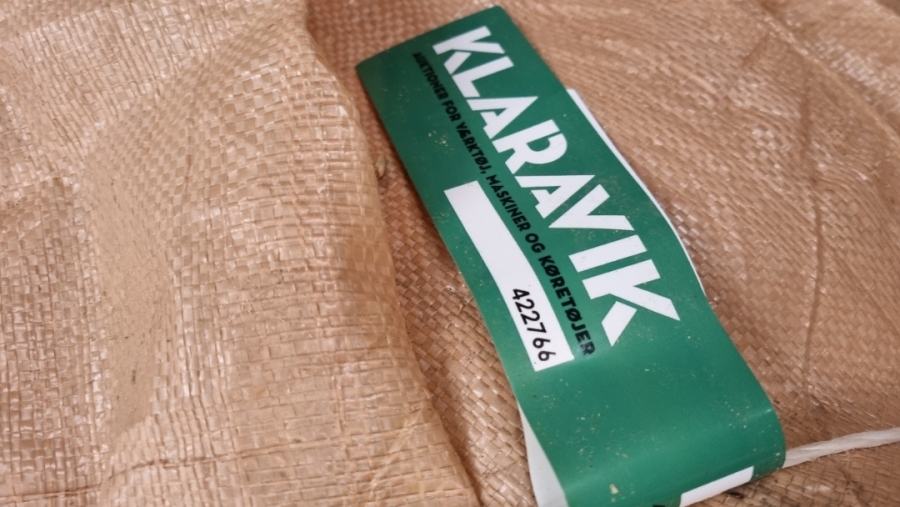 KLARAVIK
AUKTIONER FOR VÆRKTØJ, MASKINER OG KØRETØJER
422766